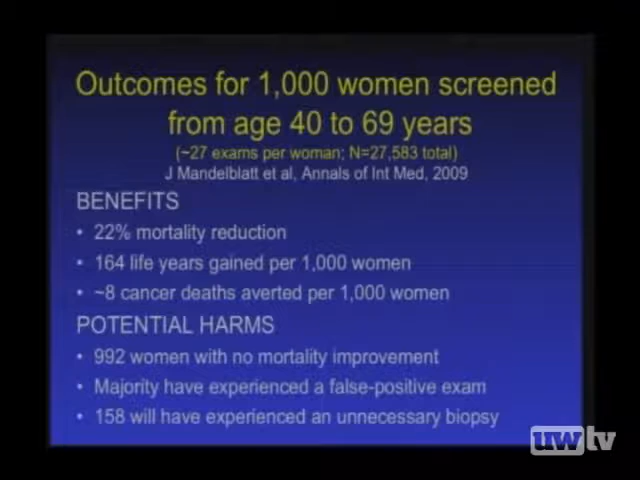 Outcomes for 1,000 women screened
from age 40 to 69 years
(~27 exams per woman; N=27,583 total)
J Mandelblatt et al, Annals of Int Med, 2009
BENEFITS
• 22% mortality reduction
• 164 life years gained per 1,000 women
• ~8 cancer deaths averted per 1,000 women
POTENTIAL HARMS
• 992 women with no mortality improvement
• Majority have experienced a false-positive exam
• 158 will have experienced an unnecessary biopsy
uwtv